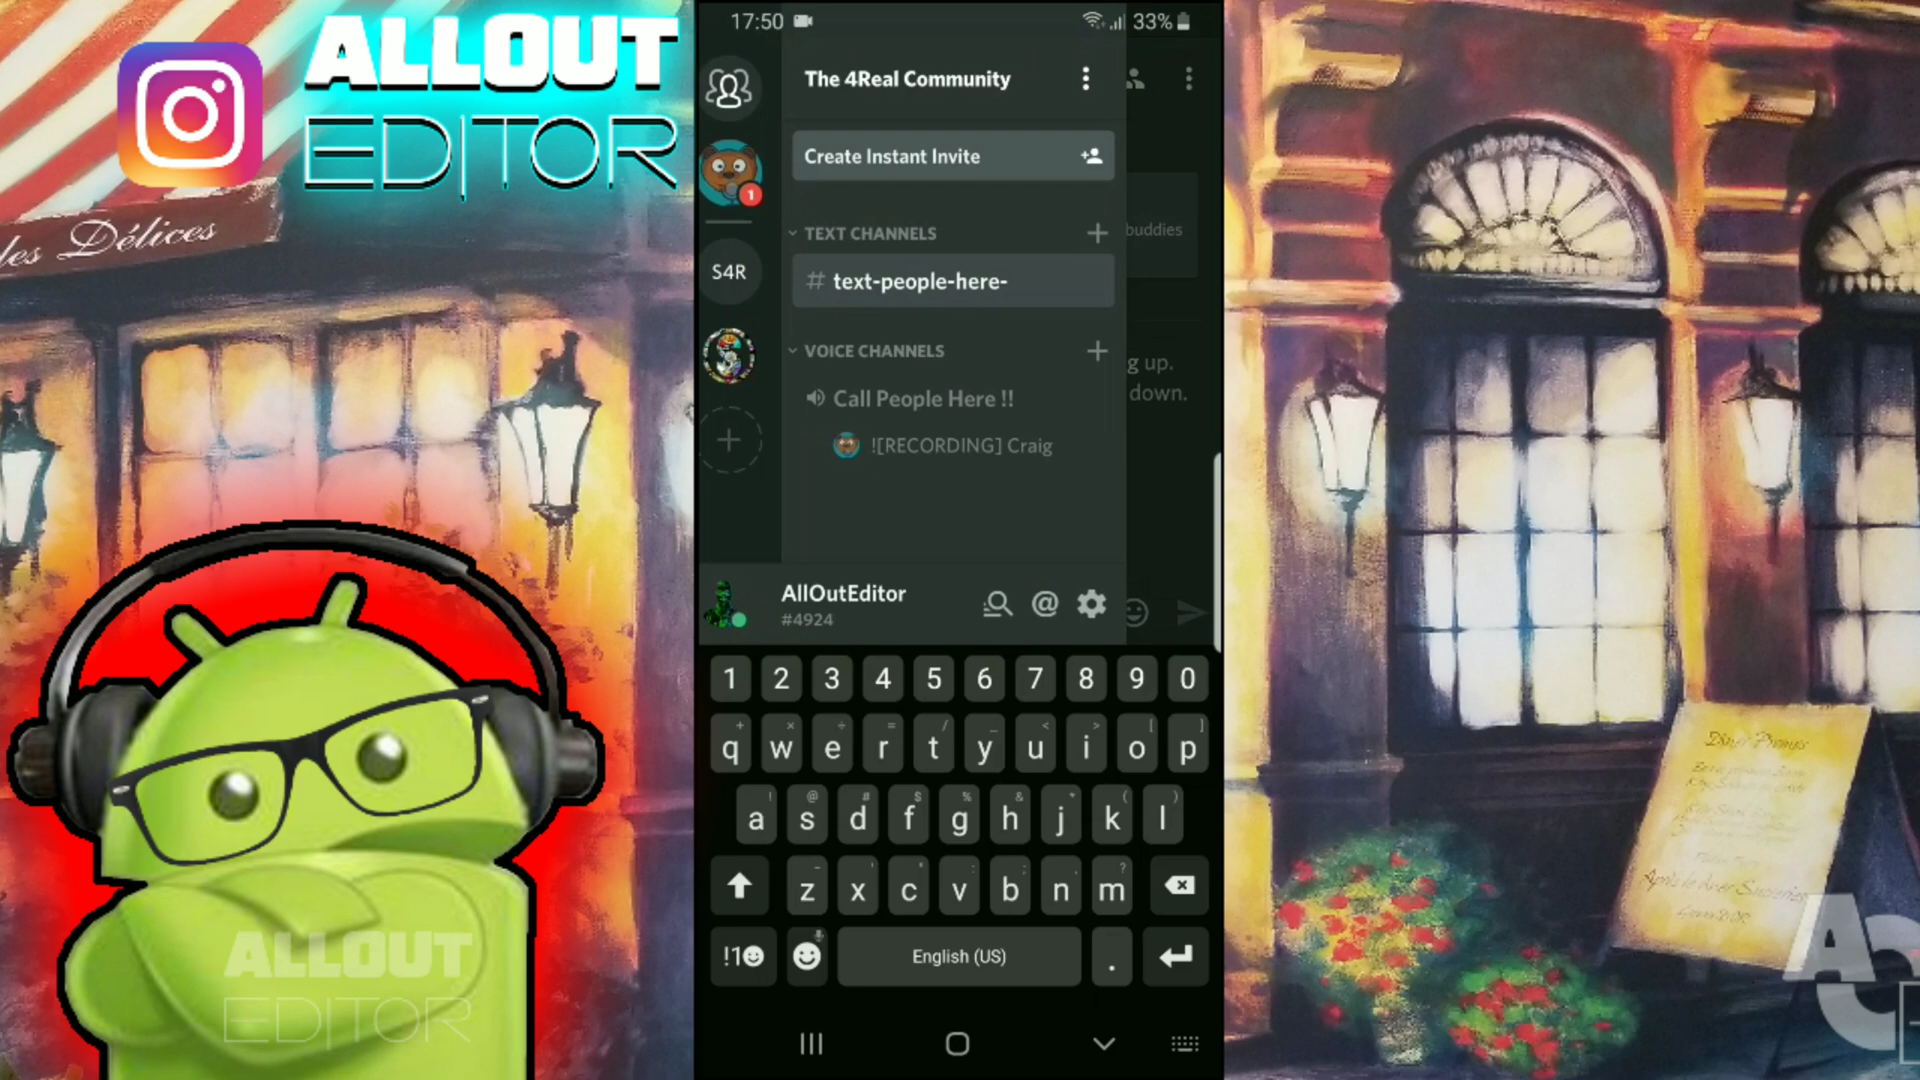 ALLOUT
EDITOR
des Délices
17:50
33%
The 4Real Community
Create Instant Invite
1
TEXT CHANNELS
buddies
S4R
# text-people-here-
VOICE CHANNELS
g up.
down.
Call People Here !!
![RECORDING] Craig
AllOutEditor
#4924
@
1 2 3 4 5 6 7 8 9 0
q w e r t y u i o p
a s d f g h j k l
z x c v b n m
!1 English (US) .
ALLOUT
EDITOR